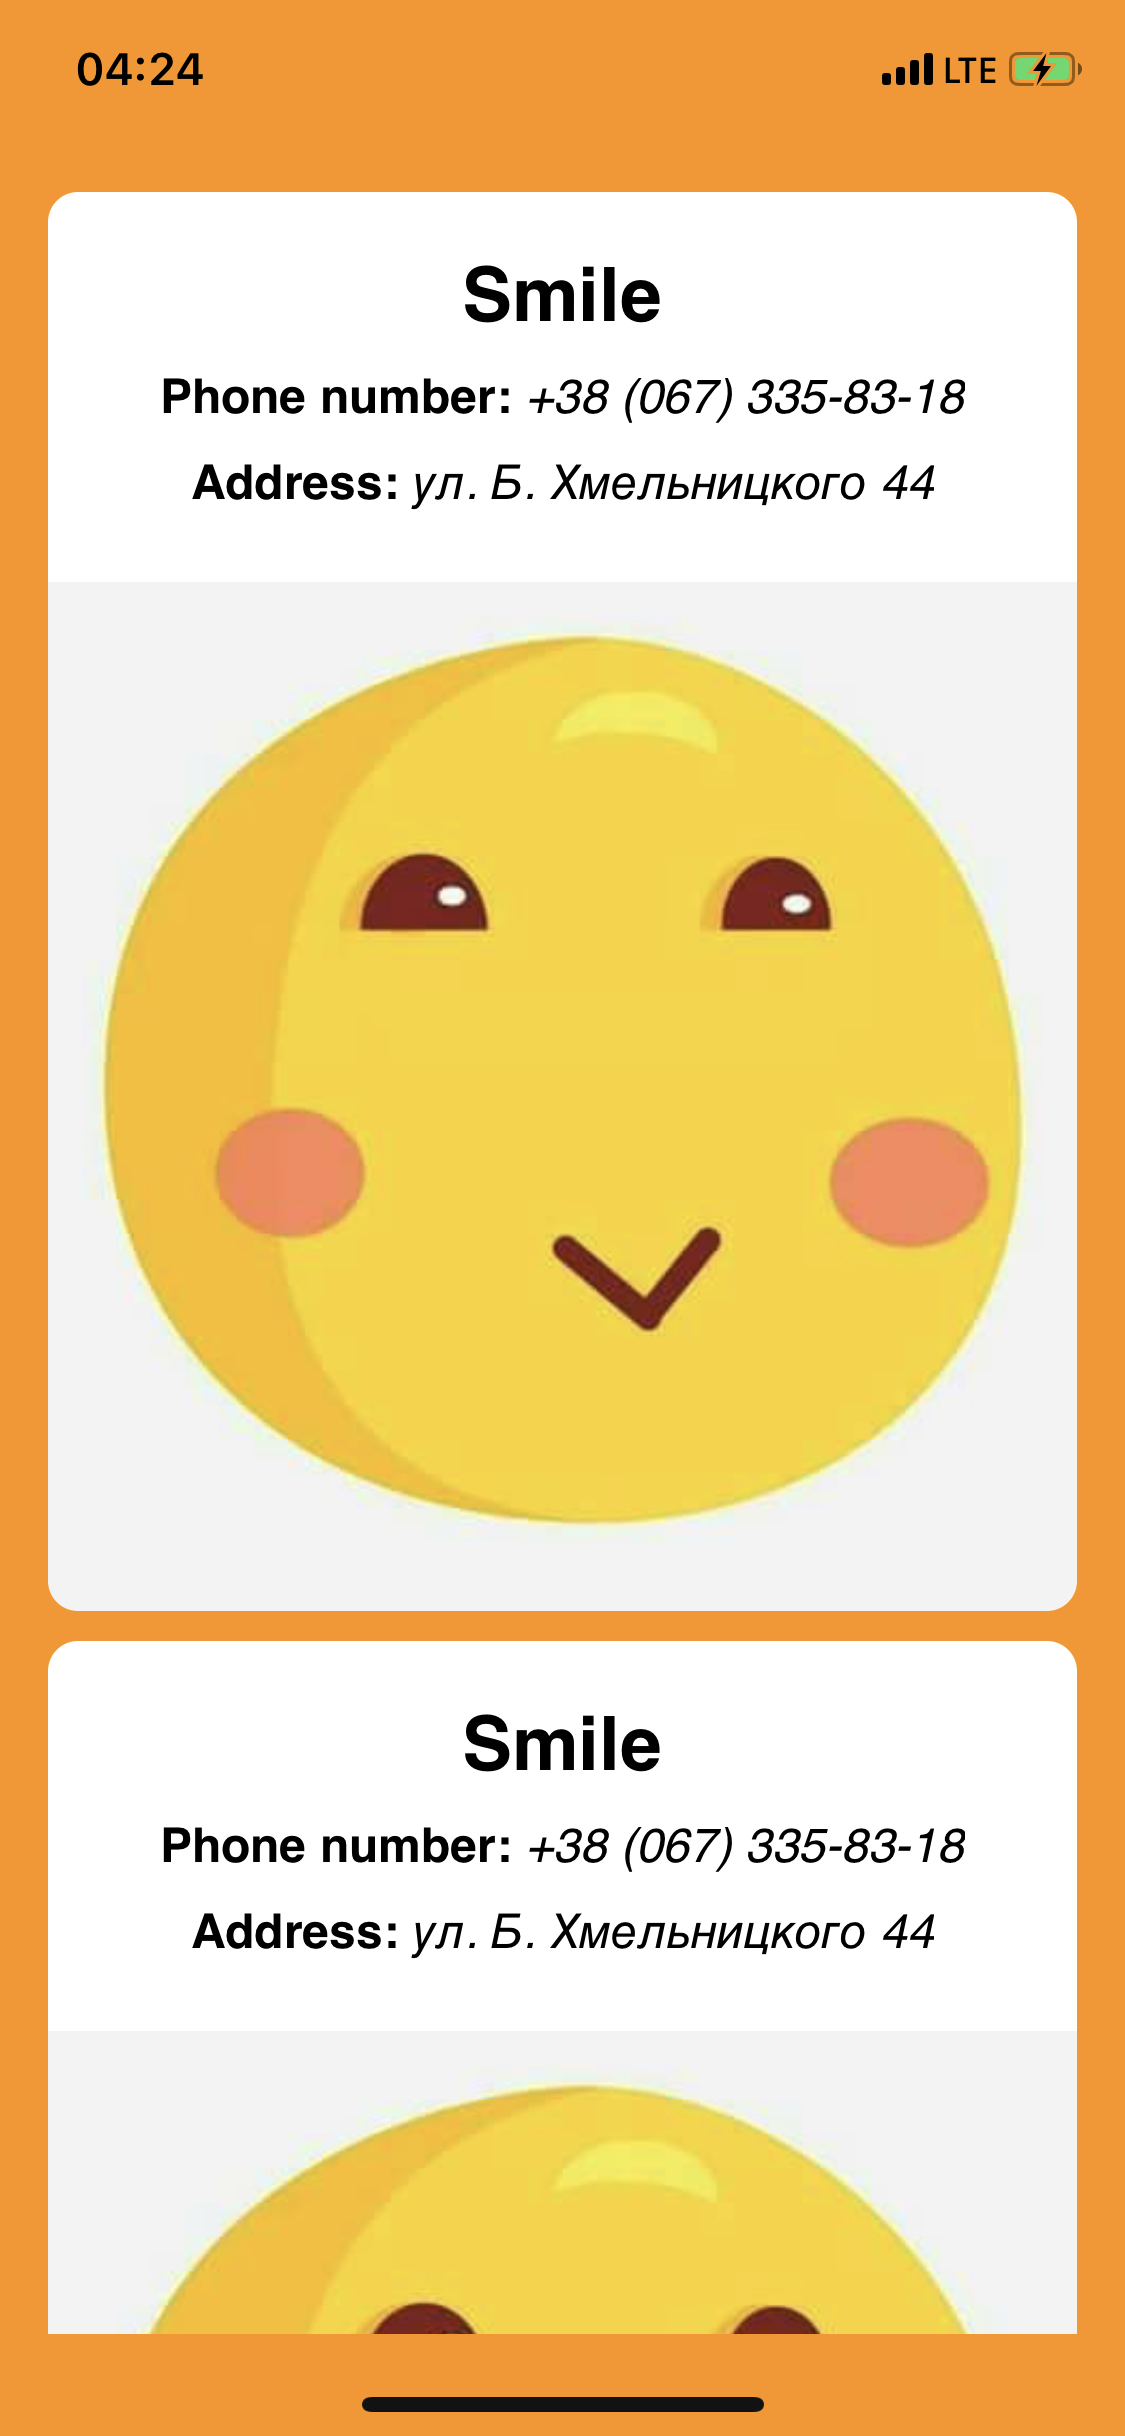 04:24
LTE
Smile
Phone number: +38 (067) 335-83-18
Address: ул. Б. Хмельницкого 44
Smile
Phone number: +38 (067) 335-83-18
Address: ул. Б. Хмельницкого 44